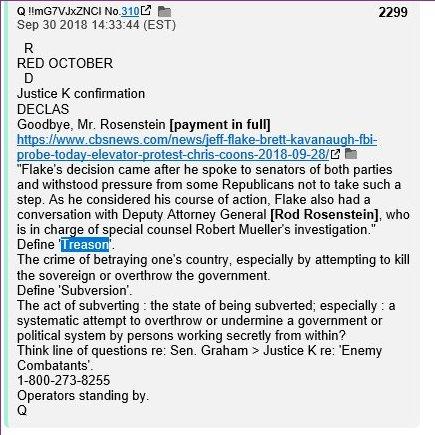 Q !!mG7VJxZNCI No.310 2299
Sep 30 2018 14:33:44 (EST)
R
RED OCTOBER
D
Justice K confirmation
DECLAS
Goodbye, Mr. Rosenstein [payment in full]
https://www.cbsnews.com/news/jeff-flake-brett-kavanaugh-fbi-
probe-today-elevator-protest-chris-coons-2018-09-28/
"Flake's decision came after he spoke to senators of both parties
and withstood pressure from some Republicans not to take such a
step. As he considered his course of action, Flake also had a
conversation with Deputy Attorney General [Rod Rosenstein], who
is in charge of special counsel Robert Mueller's investigation."
Define 'Treason'.
The crime of betraying one's country, especially by attempting to kill
the sovereign or overthrow the government.
Define 'Subversion'.
The act of subverting : the state of being subverted; especially : a
systematic attempt to overthrow or undermine a government or
political system by persons working secretly from within?
Think line of questions re: Sen. Graham > Justice K re: 'Enemy
Combatants'.
1-800-273-8255
Operators standing by.
Q